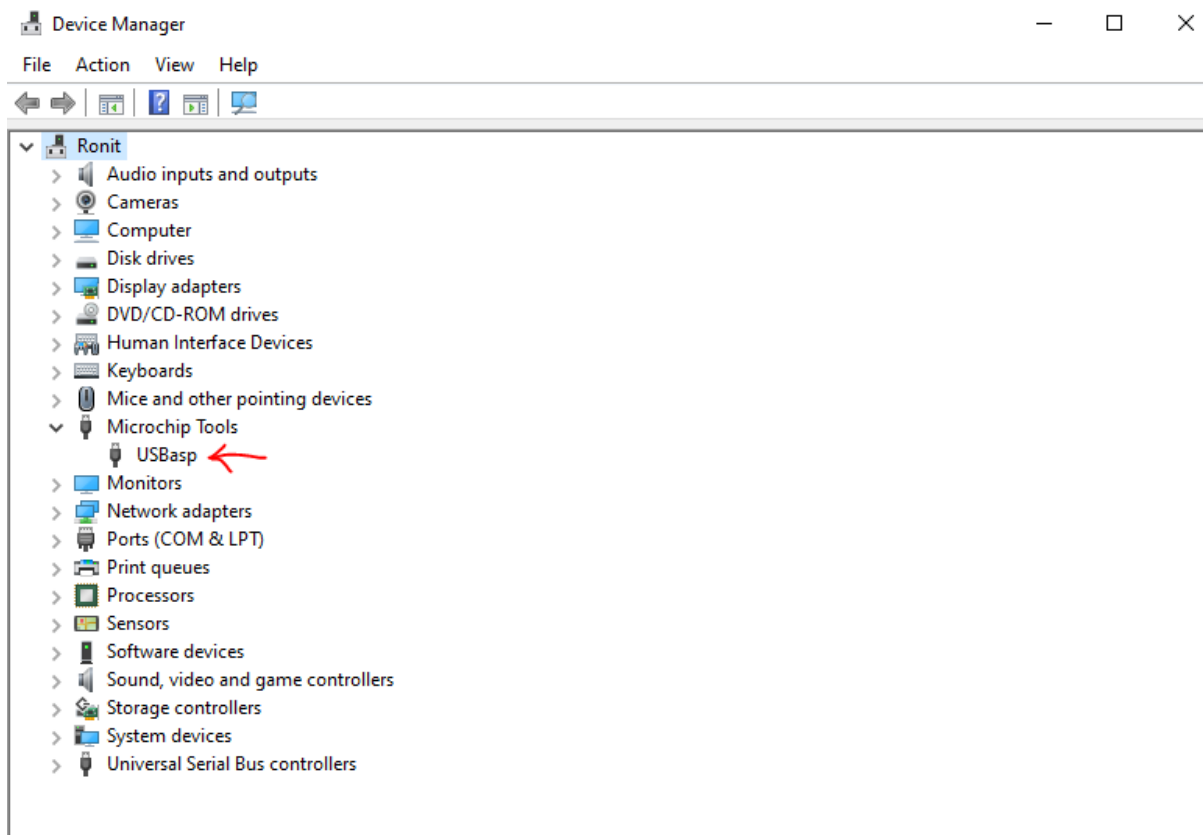 Device Manager
File Action View Help
Ronit
Audio inputs and outputs
Cameras
Computer
Disk drives
Display adapters
DVD/CD-ROM drives
Human Interface Devices
Keyboards
Mice and other pointing devices
Microchip Tools
USBasp
Monitors
Network adapters
Ports (COM & LPT)
Print queues
Processors
Sensors
Software devices
Sound, video and game controllers
Storage controllers
System devices
Universal Serial Bus controllers